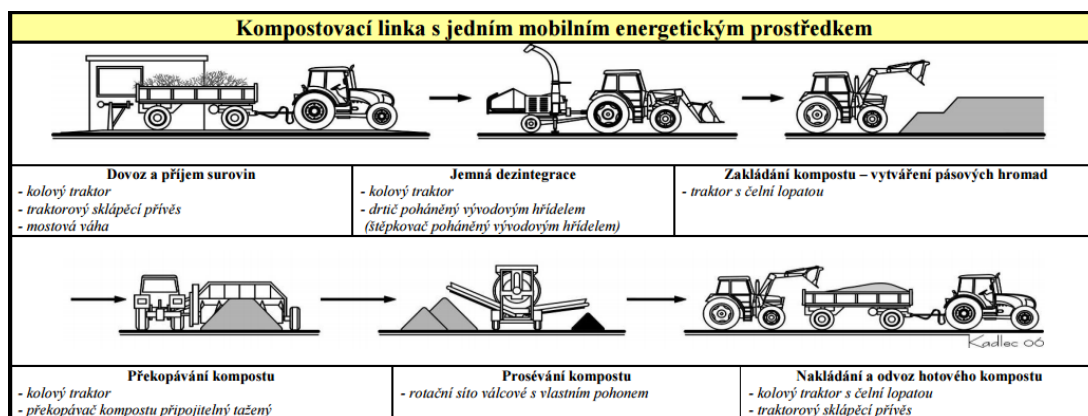 Kompostovací linka s jedním mobilním energetickým prostředkem
Dovoz a příjem surovin
- kolový traktor
- traktorový sklápěcí přívěs
- mostová váha
Jemná dezintegrace
- kolový traktor
- drtič poháněný vývodovým hřídelem
(štěpkovač poháněný vývodovým hřídelem)
Zakládání kompostu – vytváření pásových hromad
- traktor s čelní lopatou
Kadlec 06
Překopávání kompostu
- kolový traktor
- překopávač kompostu připojitelný tažený
Prosévání kompostu
- rotační síto válcové s vlastním pohonem
Nakládání a odvoz hotového kompostu
- kolový traktor s čelní lopatou
- traktorový sklápěcí přívěs